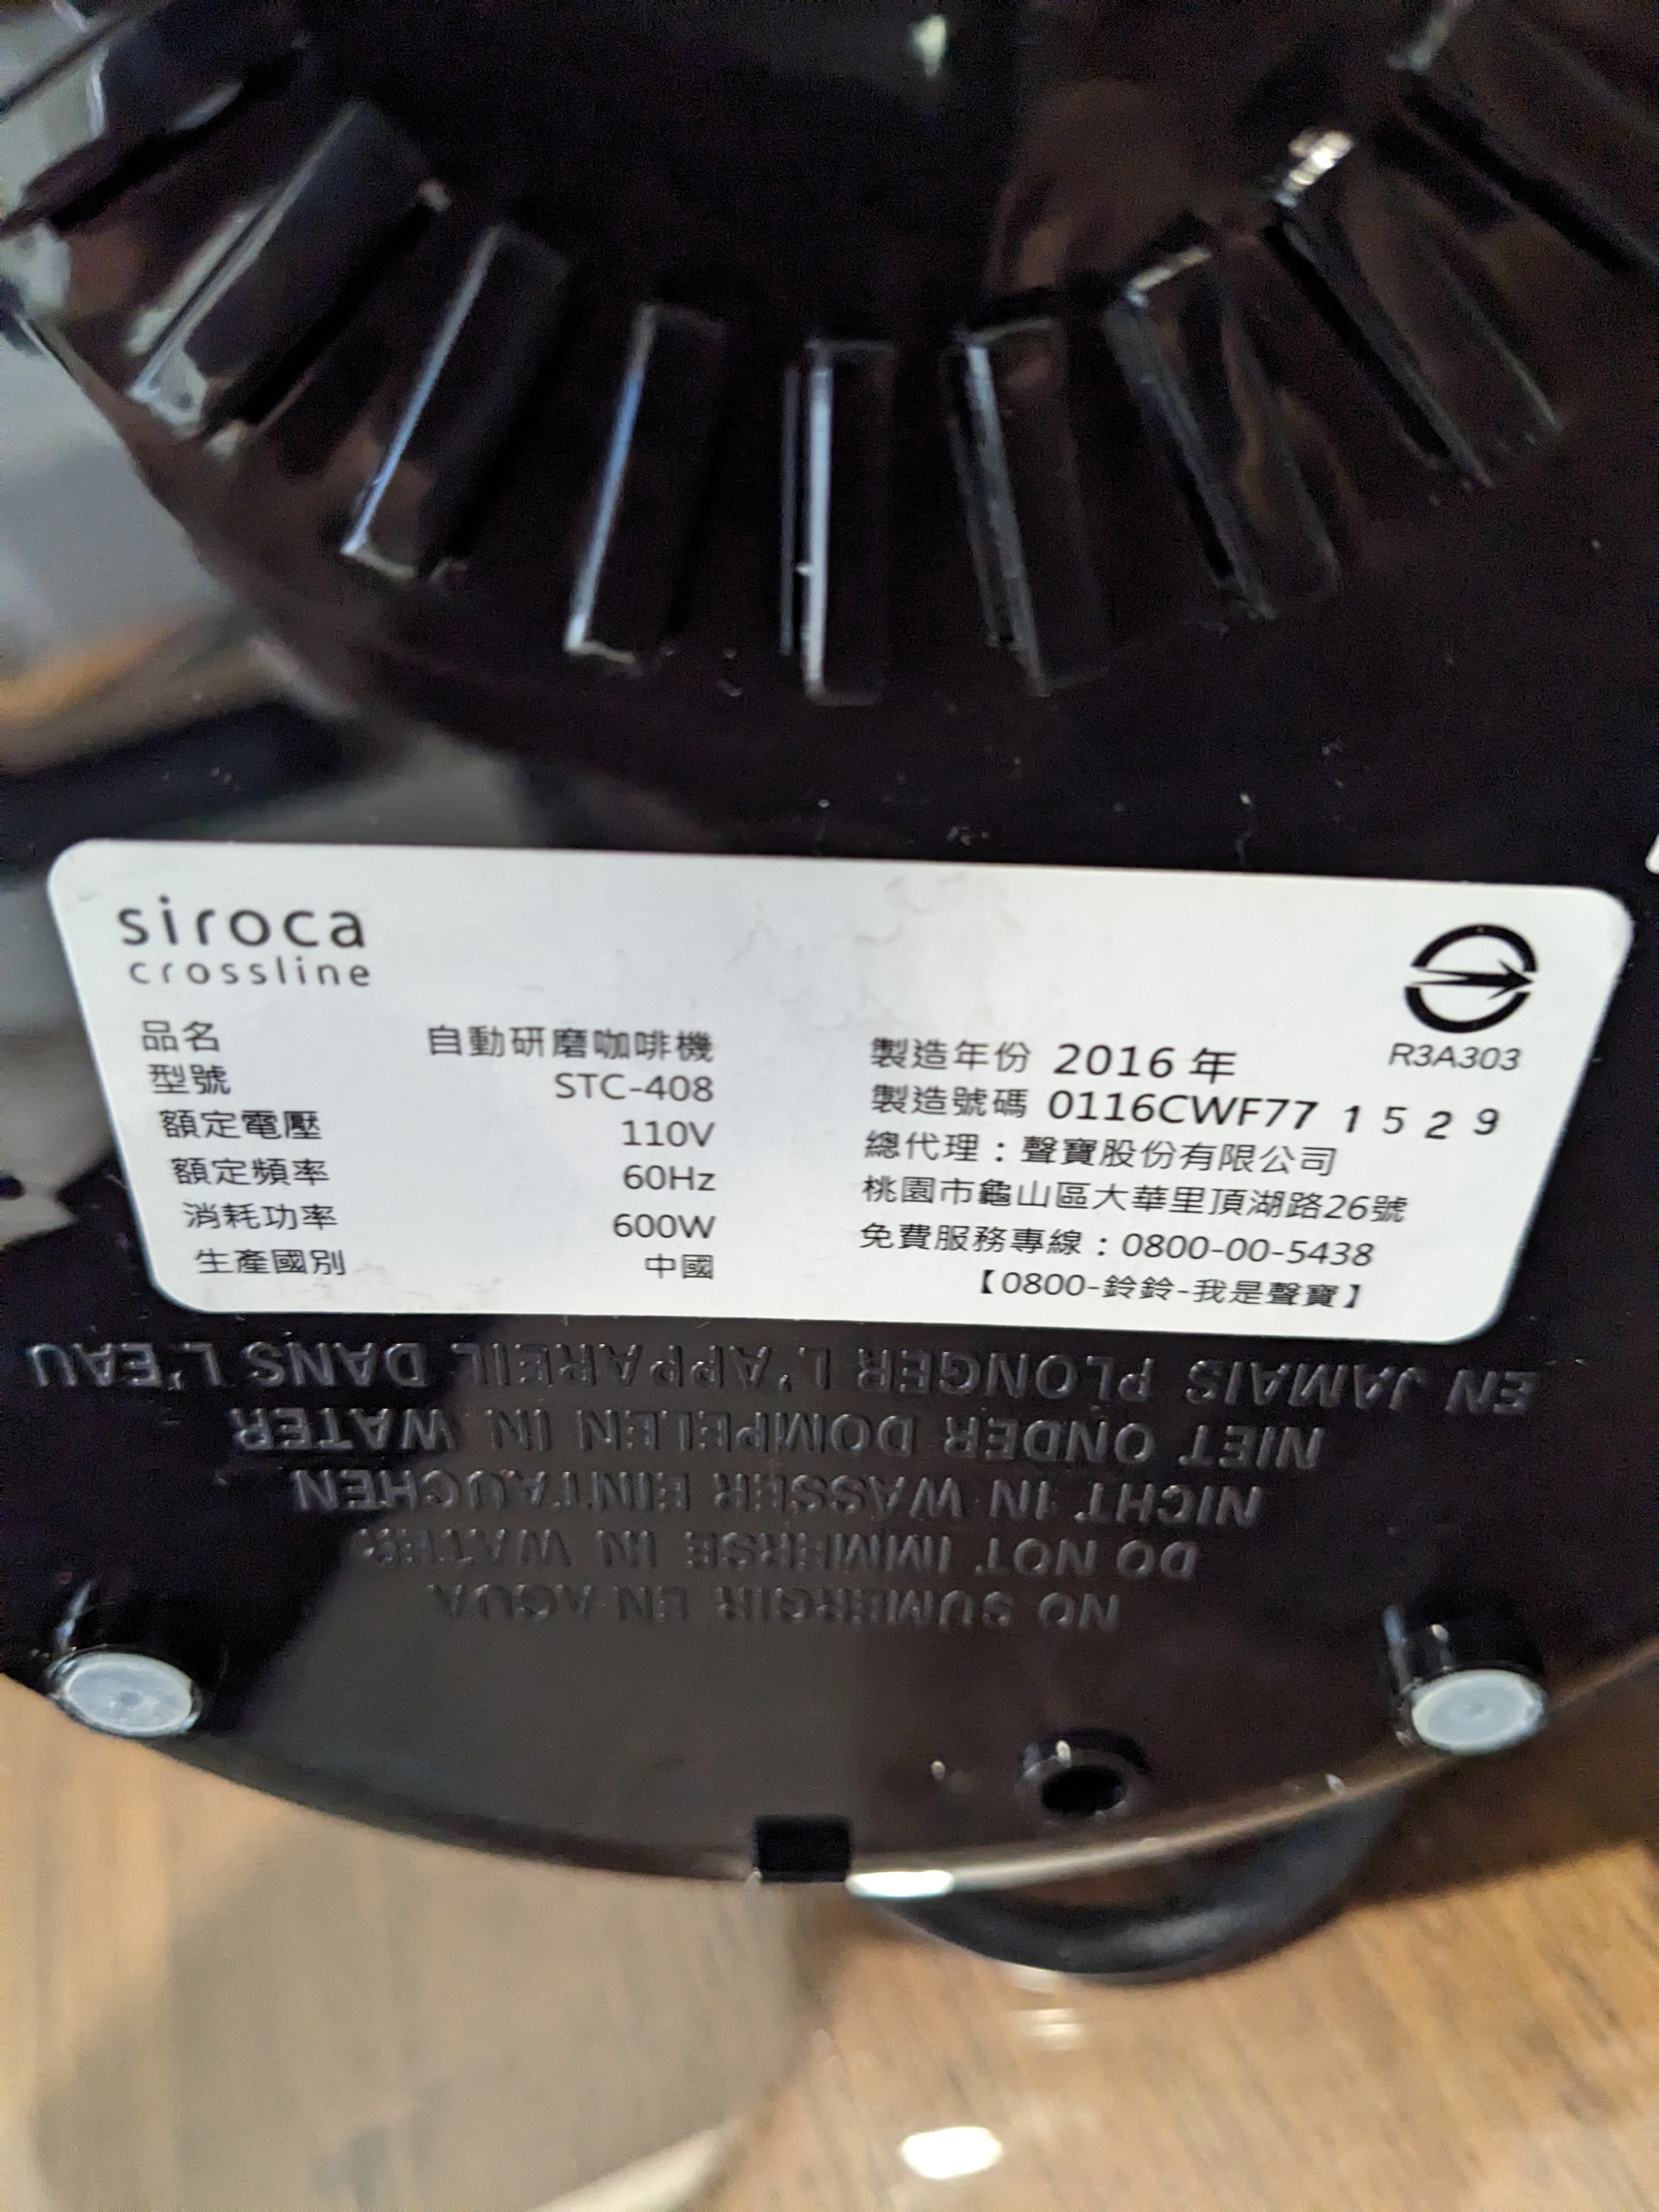 siroca
crossline
品名 自動研磨咖啡機
型號 STC-408
額定電壓 110V
額定頻率 60Hz
消耗功率 600W
生產國別 中國
R3A303
製造年份 2016 年
製造號碼 0116CWF77 1 5 2 9
總代理：聲寶股份有限公司
桃園市龜山區大華里頂湖路26號
免費服務專線：0800-00-5438
【0800-鈴鈴-我是聲寶】
NO SUMERGIR EN AGUA
DO NOT IMMERSE IN WATER
NICHT IN WASSER EINTAUCHEN
NIET ONDER DOMPELEN IN WATER
EN JAMAIS PLONGER L'APPAREIL DANS L'EAU